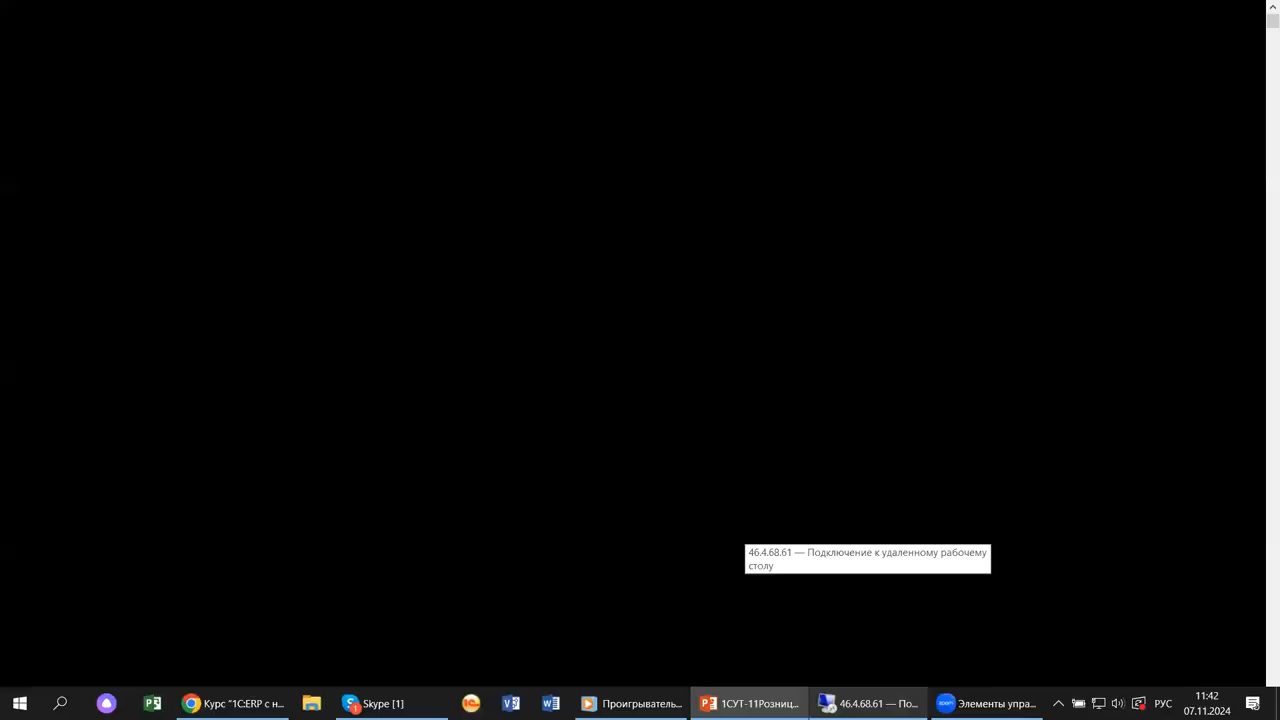 46.4.68.61 — Подключение к удаленному рабочему
столу
Курс "1С:ERP с н...
Skype [1]
Проигрыватель...
1СУТ-11Розниц...
46.4.68.61 — По...
Элементы упра...
РУС
11:42
07.11.2024